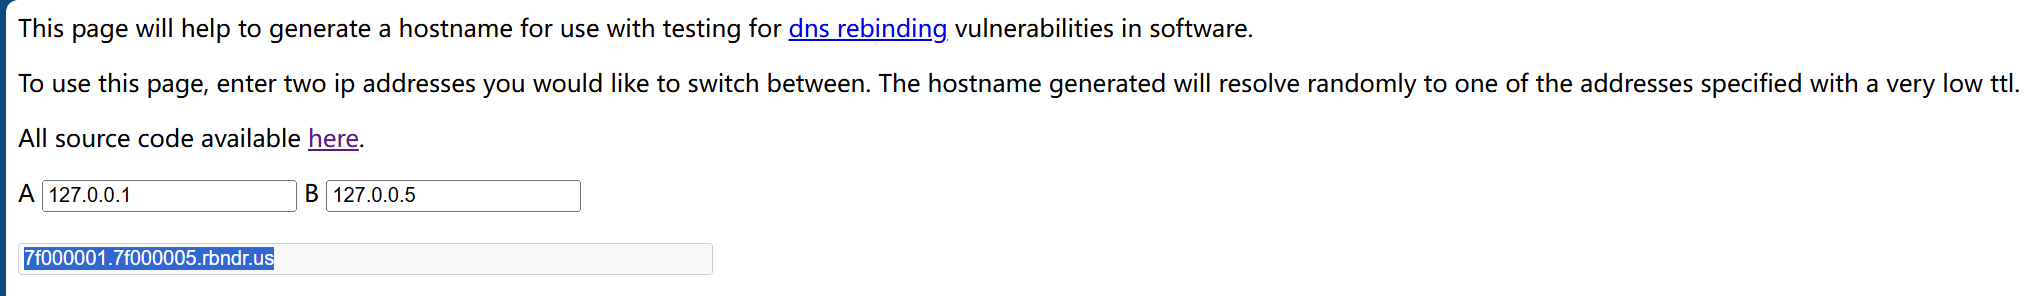 This page will help to generate a hostname for use with testing for dns rebinding vulnerabilities in software.
To use this page, enter two ip addresses you would like to switch between. The hostname generated will resolve randomly to one of the addresses specified with a very low ttl.
All source code available here.
A 127.0.0.1 B 127.0.0.5
7f000001.7f000005.rbndr.us